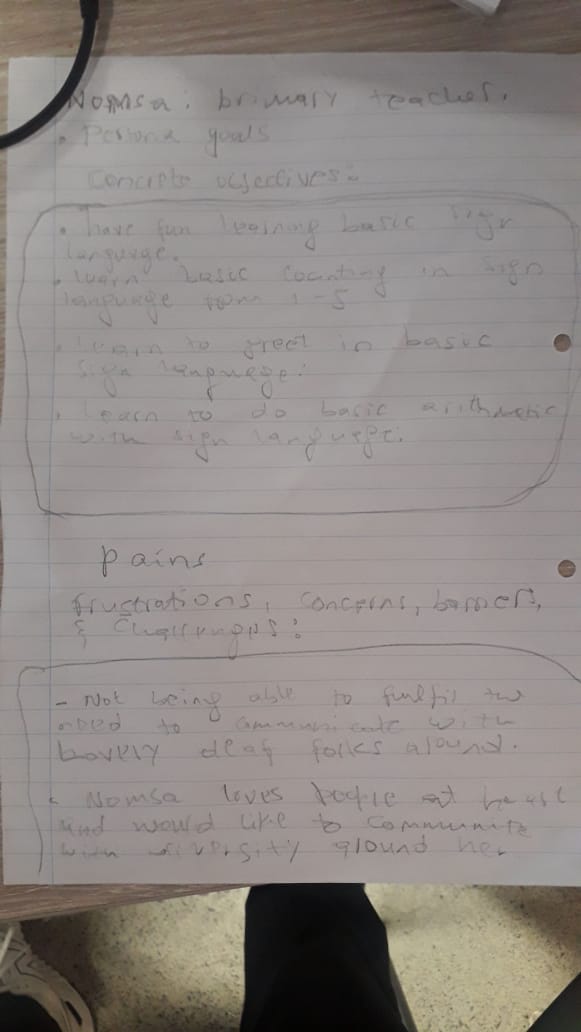 Nomsa: primary teacher.
• Persona goals
Concrete objectives:
• have fun learning basic sign
language.
• learn basic counting in sign
language from 1-5
• Learn to greet in basic
sign language.
• Learn to do basic arithmetic
with sign language.
Pains
frustrations, concerns, barriers,
& challenges:
- Not being able to fulfil the
need to communicate with
lovely deaf folks around.
- Nomsa loves people at heart
and would like to communite
with diversity around her